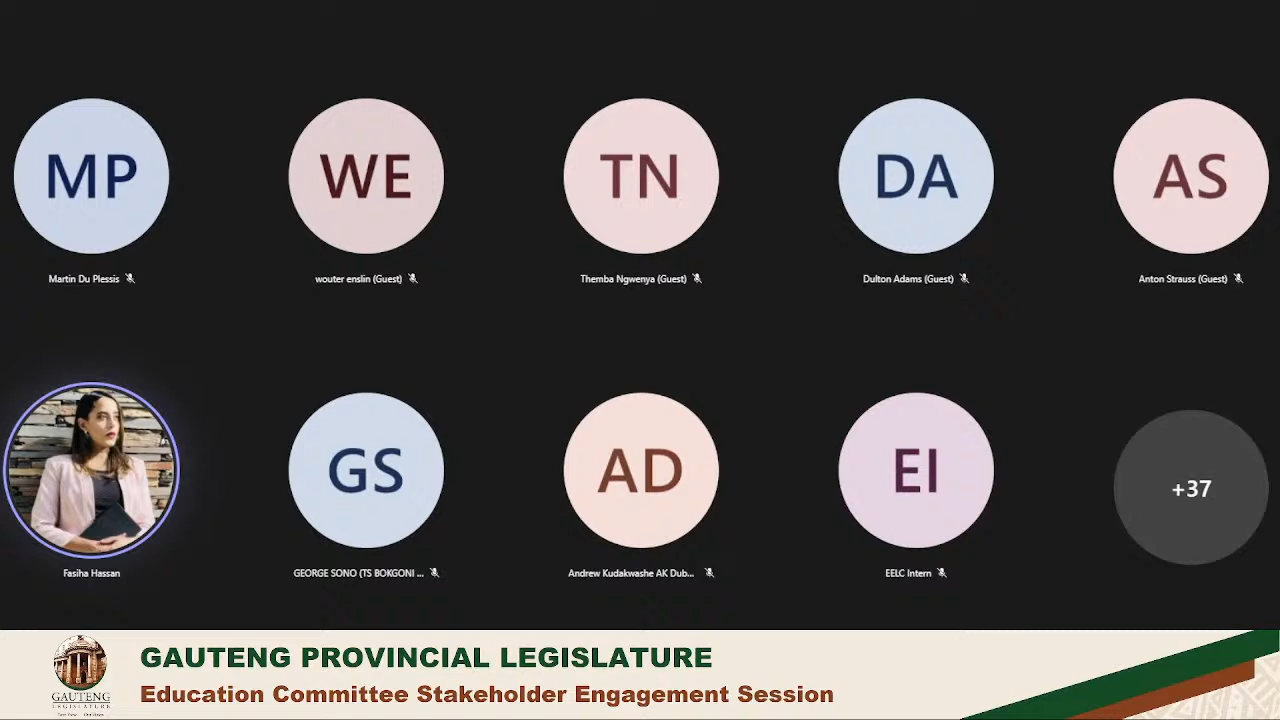 MP
WE
TN
DA
AS
Martin Du Plessis
wouter enslin (Guest)
Themba Ngwenya (Guest)
Dulton Adams (Guest)
Anton Strauss (Guest)
GS
AD
EI
+37
Fasiha Hassan
GEORGE SONO (TS BOKGONI ...
Andrew Kudakwashe AK Dub...
EELC Intern
GAUTENG PROVINCIAL LEGISLATURE
Education Committee Stakeholder Engagement Session
GAUTENG
LEGISLATURE